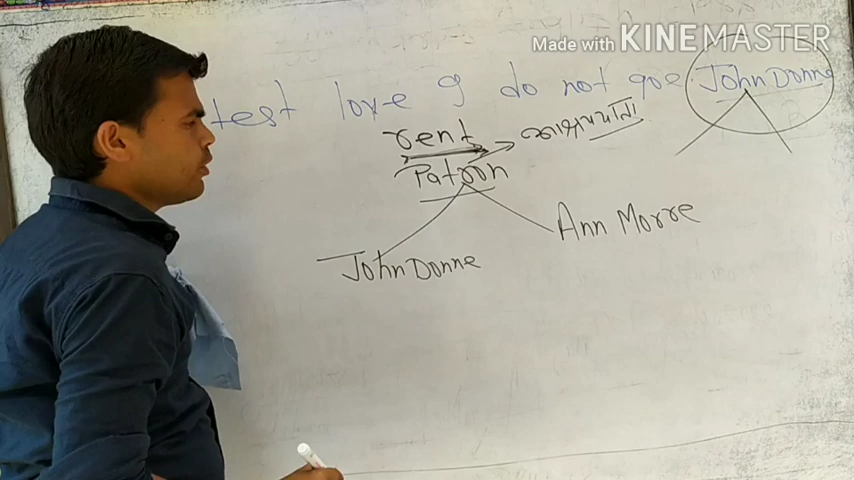 Made with KINEMASTER
test love I do not goe John Donne
rent
Patron
Ann Morre
John Donne